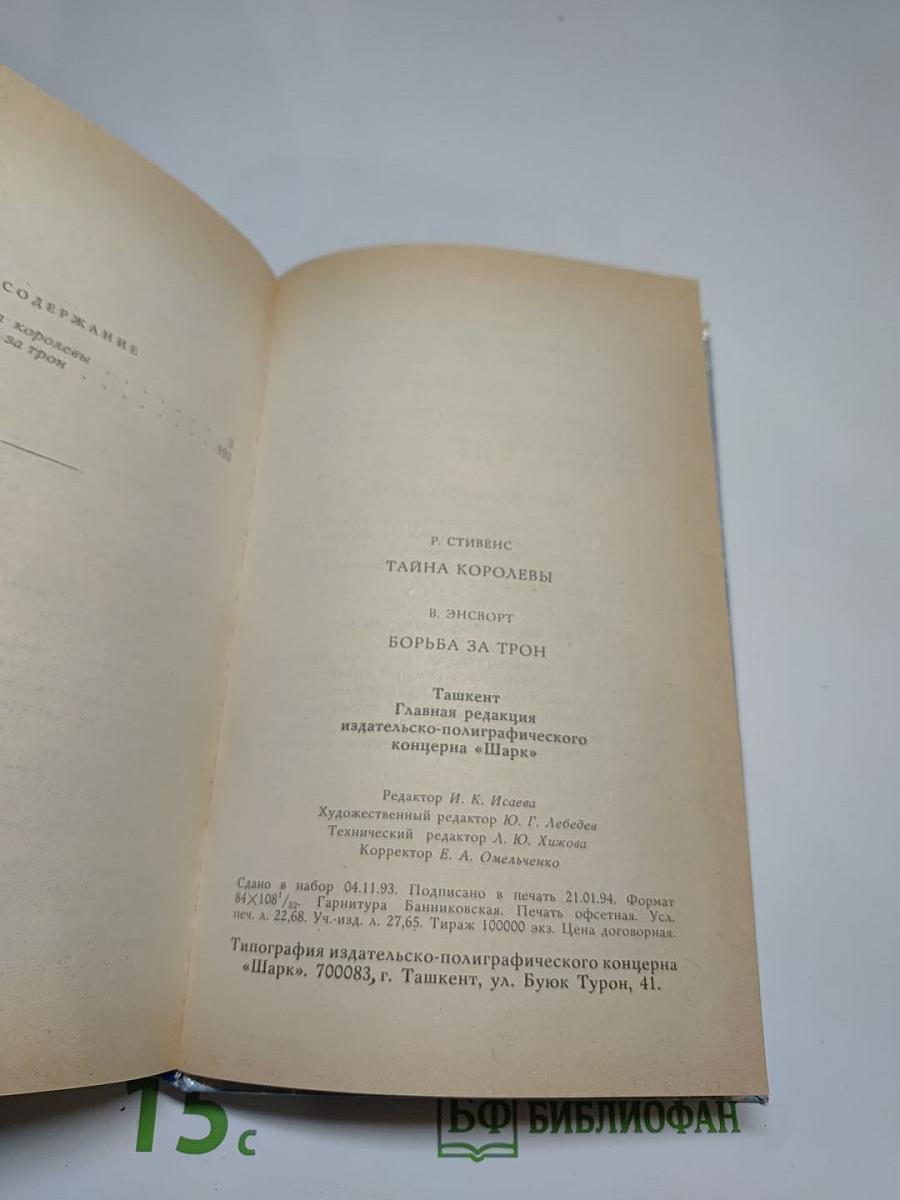 СОДЕРЖАНИЕ
королевы . . . . . .
за трон . . . . . . . 193
Р. СТИВЕНС
ТАЙНА КОРОЛЕВЫ
В. ЭНСВОРТ
БОРЬБА ЗА ТРОН
Ташкент
Главная редакция
издательско-полиграфического
концерна «Шарк»
Редактор И. К. Исаева
Художественный редактор Ю. Г. Лебедев
Технический редактор Л. Ю. Хижова
Корректор Е. А. Омельченко
Сдано в набор 04.11.93. Подписано в печать 21.01.94. Формат
84×108¹/₃₂. Гарнитура Банниковская. Печать офсетная. Усл.
печ. л. 22,68. Уч.-изд. л. 27,65. Тираж 100000 экз. Цена договорная.
Типография издательско-полиграфического концерна
«Шарк». 700083, г. Ташкент, ул. Буюк Турон, 41.
15 с
БФ БИБЛИОФАН